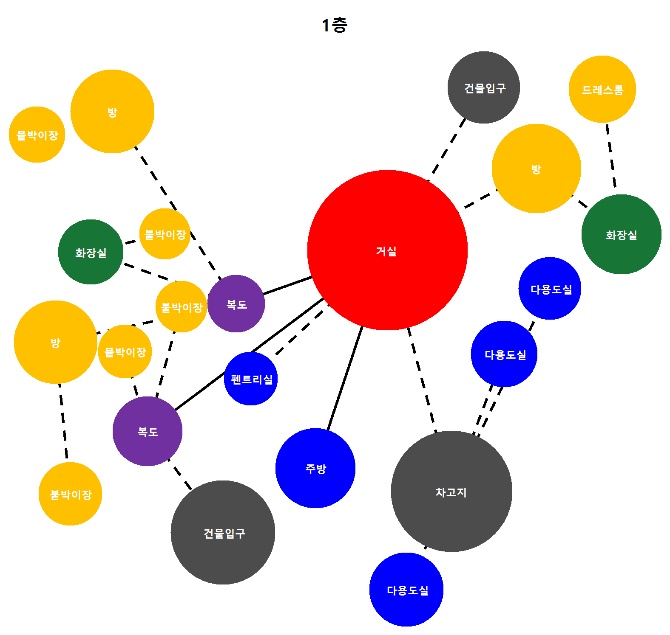 1층
건물입구
드레스룸
방
붙박이장
방
화장실
붙박이장
화장실
거실
다용도실
붙박이장
복도
방
붙박이장
다용도실
펜트리실
복도
주방
차고지
붙박이장
건물입구
다용도실